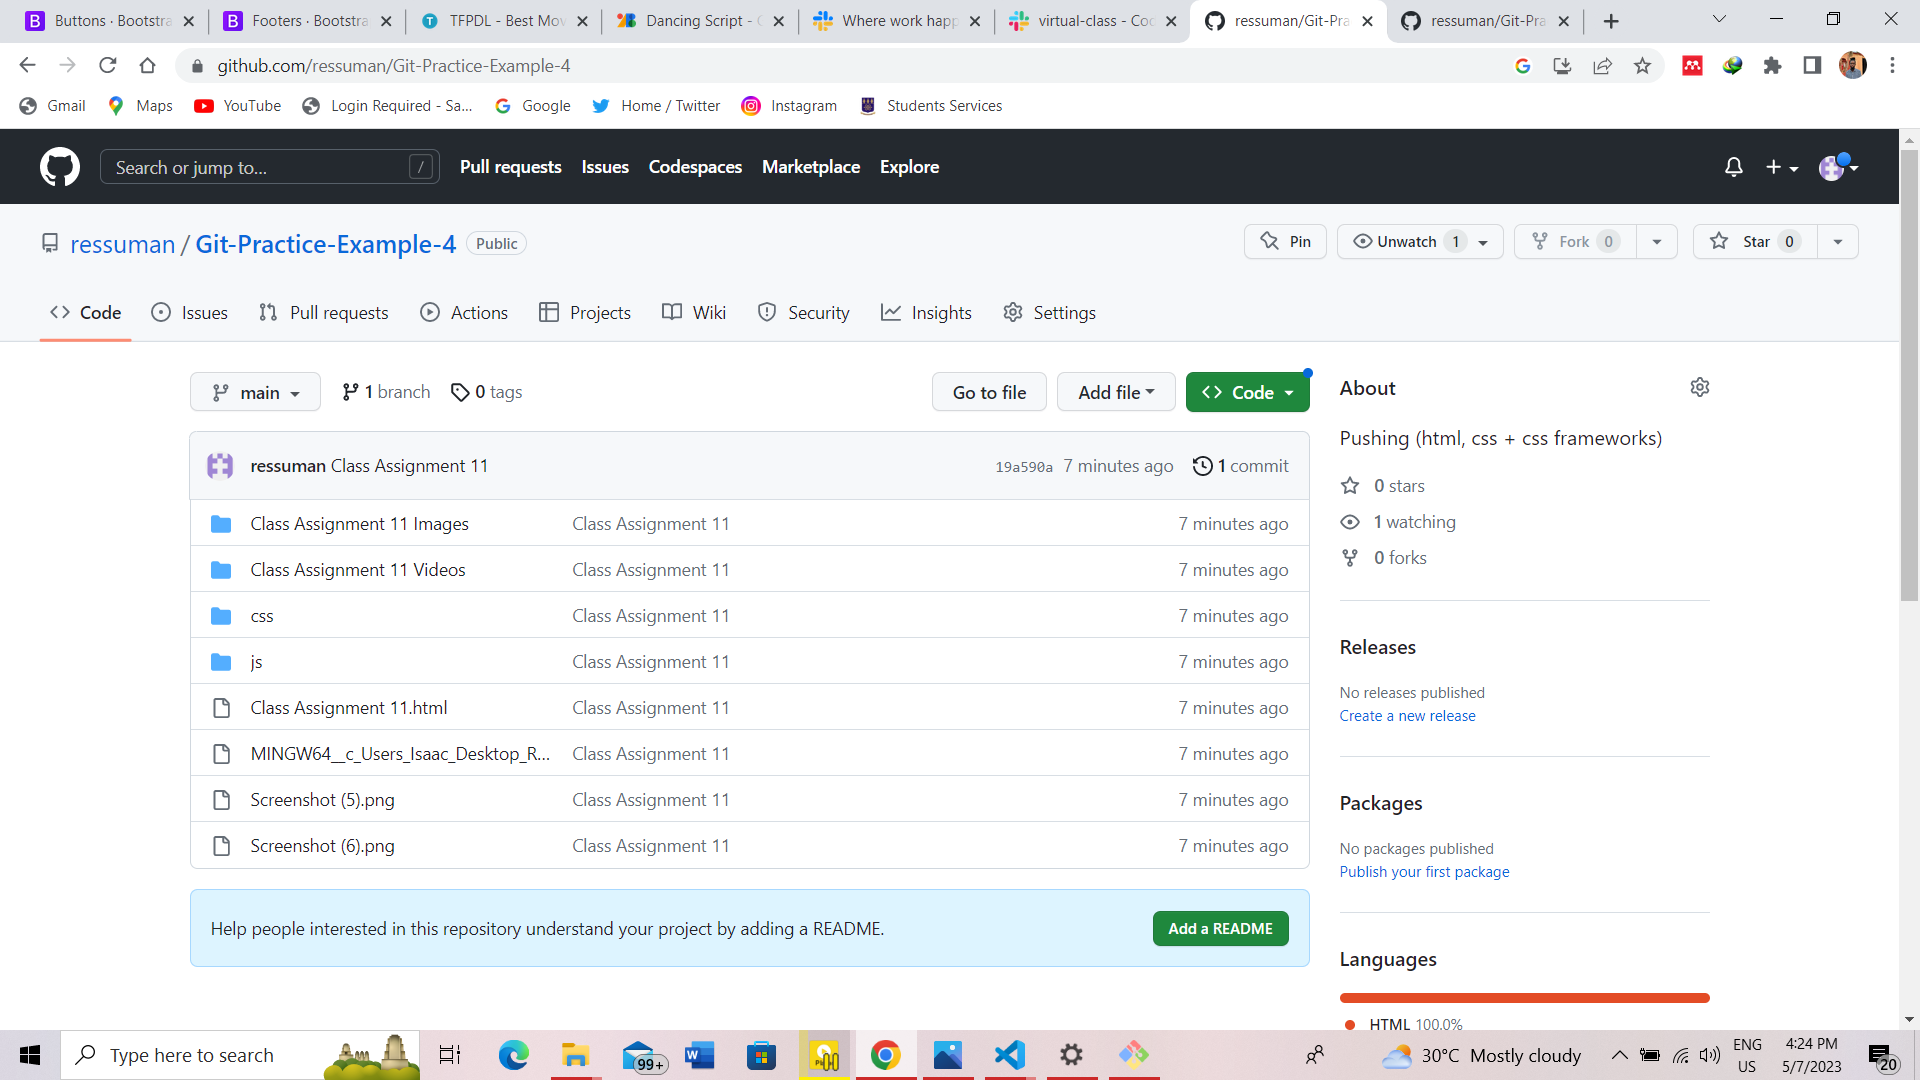 Buttons · Bootstra
Footers · Bootstra
TFPDL - Best Mov
Dancing Script - G
Where work happ
virtual-class - Coc
ressuman/Git-Pra
ressuman/Git-Pra
github.com/ressuman/Git-Practice-Example-4
Gmail
Maps
YouTube
Login Required - Sa...
Google
Home / Twitter
Instagram
Students Services
Search or jump to...
/
Pull requests
Issues
Codespaces
Marketplace
Explore
ressuman / Git-Practice-Example-4
Public
Pin
Unwatch 1
Fork 0
Star 0
Code
Issues
Pull requests
Actions
Projects
Wiki
Security
Insights
Settings
main
1 branch
0 tags
Go to file
Add file
Code
ressuman Class Assignment 11
19a590a 7 minutes ago
1 commit
Class Assignment 11 Images Class Assignment 11 7 minutes ago
Class Assignment 11 Videos Class Assignment 11 7 minutes ago
css Class Assignment 11 7 minutes ago
js Class Assignment 11 7 minutes ago
Class Assignment 11.html Class Assignment 11 7 minutes ago
MINGW64__c_Users_Isaac_Desktop_R... Class Assignment 11 7 minutes ago
Screenshot (5).png Class Assignment 11 7 minutes ago
Screenshot (6).png Class Assignment 11 7 minutes ago
Help people interested in this repository understand your project by adding a README.
Add a README
About
Pushing (html, css + css frameworks)
0 stars
1 watching
0 forks
Releases
No releases published
Create a new release
Packages
No packages published
Publish your first package
Languages
HTML 100.0%
Type here to search
99+
30°C Mostly cloudy
ENG
US
4:24 PM
5/7/2023
20